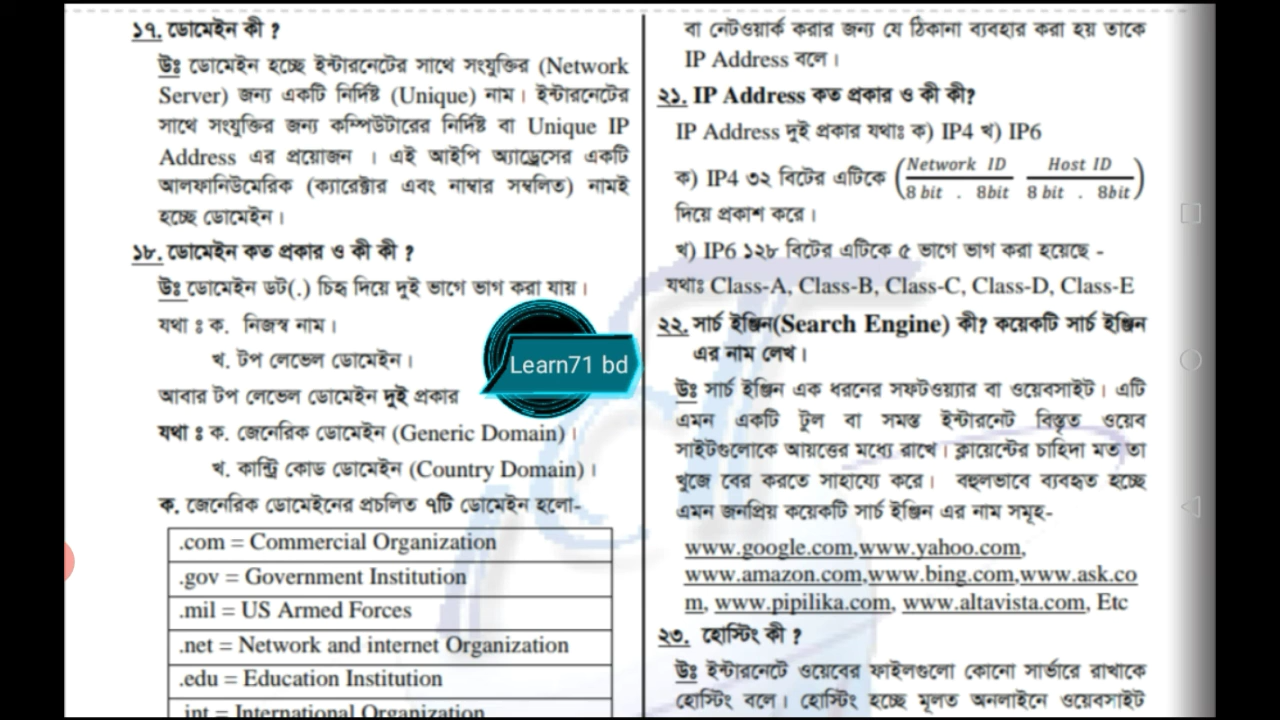 ১৭. ডোমেইন কী ?
উঃ ডোমেইন হচ্ছে ইন্টারনেটের সাথে সংযুক্তির (Network
Server) জন্য একটি নির্দিষ্ট (Unique) নাম। ইন্টারনেটের
সাথে সংযুক্তির জন্য কম্পিউটারের নির্দিষ্ট বা Unique IP
Address এর প্রয়োজন । এই আইপি অ্যাড্রেসের একটি
আলফানিউমেরিক (ক্যারেক্টার এবং নাম্বার সম্বলিত) নামই
হচ্ছে ডোমেইন।
১৮. ডোমেইন কত প্রকার ও কী কী ?
উঃ ডোমেইন ডট(.) চিহ্ন দিয়ে দুই ভাগে ভাগ করা যায়।
যথা ঃ ক. নিজস্ব নাম।
খ. টপ লেভেল ডোমেইন।
আবার টপ লেভেল ডোমেইন দুই প্রকার
যথা ঃ ক. জেনেরিক ডোমেইন (Generic Domain)।
খ. কান্ট্রি কোড ডোমেইন (Country Domain)।
ক. জেনেরিক ডোমেইনের প্রচলিত ৭টি ডোমেইন হলো-
.com = Commercial Organization
.gov = Government Institution
.mil = US Armed Forces
.net = Network and internet Organization
.edu = Education Institution
.int = International Organization
Learn71 bd
বা নেটওয়ার্ক করার জন্য যে ঠিকানা ব্যবহার করা হয় তাকে
IP Address বলে।
২১. IP Address কত প্রকার ও কী কী?
IP Address দুই প্রকার যথাঃ ক) IP4 খ) IP6
ক) IP4 ৩২ বিটের এটিকে (Network ID/8 bit . 8bit Host ID/8 bit . 8bit)
দিয়ে প্রকাশ করে।
খ) IP6 ১২৮ বিটের এটিকে ৫ ভাগে ভাগ করা হয়েছে -
যথাঃ Class-A, Class-B, Class-C, Class-D, Class-E
২২. সার্চ ইঞ্জিন(Search Engine) কী? কয়েকটি সার্চ ইঞ্জিন
এর নাম লেখ।
উঃ সার্চ ইঞ্জিন এক ধরনের সফটওয়্যার বা ওয়েবসাইট। এটি
এমন একটি টুল বা সমস্ত ইন্টারনেট বিস্তৃত ওয়েব
সাইটগুলোকে আয়ত্তের মধ্যে রাখে। ক্লায়েন্টের চাহিদা মত তা
খুজে বের করতে সাহায্যে করে। বহুলভাবে ব্যবহৃত হচ্ছে
এমন জনপ্রিয় কয়েকটি সার্চ ইঞ্জিন এর নাম সমূহ-
www.google.com,www.yahoo.com,
www.amazon.com,www.bing.com,www.ask.co
m, www.pipilika.com, www.altavista.com, Etc
২৩. হোস্টিং কী ?
উঃ ইন্টারনেটে ওয়েবের ফাইলগুলো কোনো সার্ভারে রাখাকে
হোস্টিং বলে। হোস্টিং হচ্ছে মূলত অনলাইনে ওয়েবসাইট